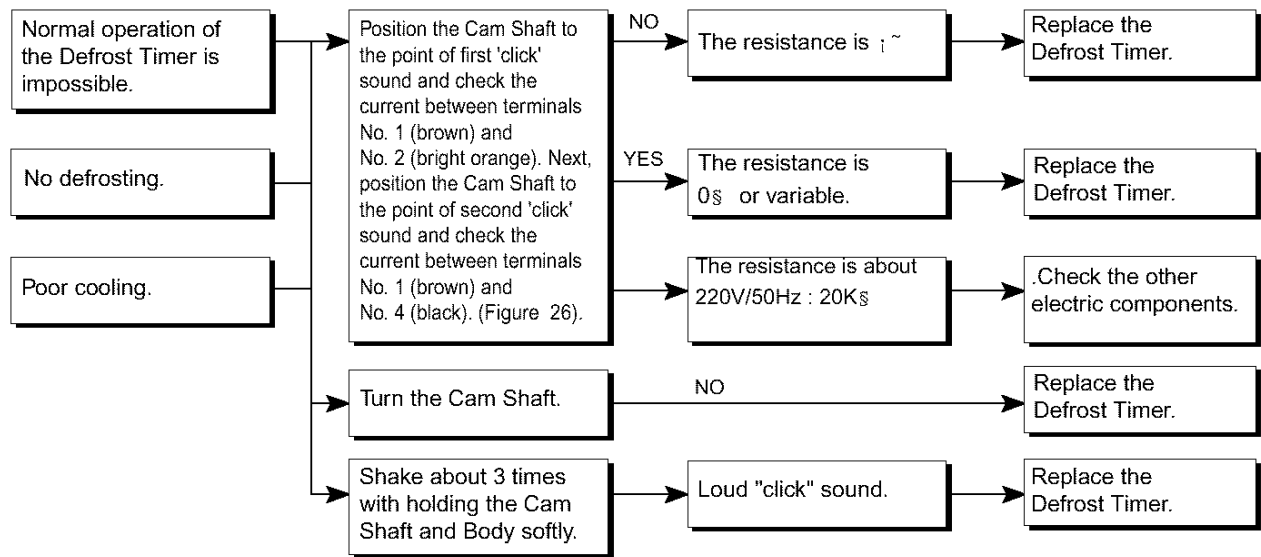 Normal operation of
the Defrost Timer is
impossible.
No defrosting.
Poor cooling.
Position the Cam Shaft to
the point of first 'click'
sound and check the
current between terminals
No. 1 (brown) and
No. 2 (bright orange). Next,
position the Cam Shaft to
the point of second 'click'
sound and check the
current between terminals
No. 1 (brown) and
No. 4 (black). (Figure 26).
NO
The resistance is ¡˜
Replace the
Defrost Timer.
YES
The resistance is
0§ or variable.
Replace the
Defrost Timer.
The resistance is about
220V/50Hz : 20K§
.Check the other
electric components.
Turn the Cam Shaft.
NO
Replace the
Defrost Timer.
Shake about 3 times
with holding the Cam
Shaft and Body softly.
Loud "click" sound.
Replace the
Defrost Timer.